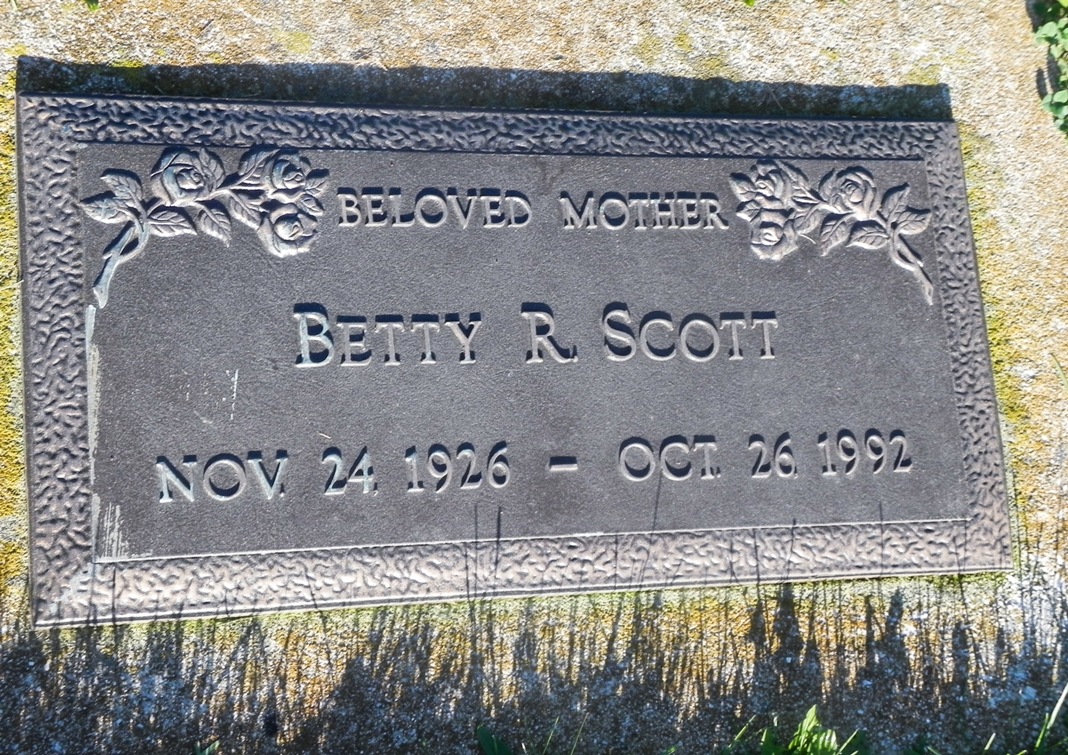 BELOVED MOTHER
BETTY R. SCOTT
NOV 24, 1926 – OCT. 26, 1992